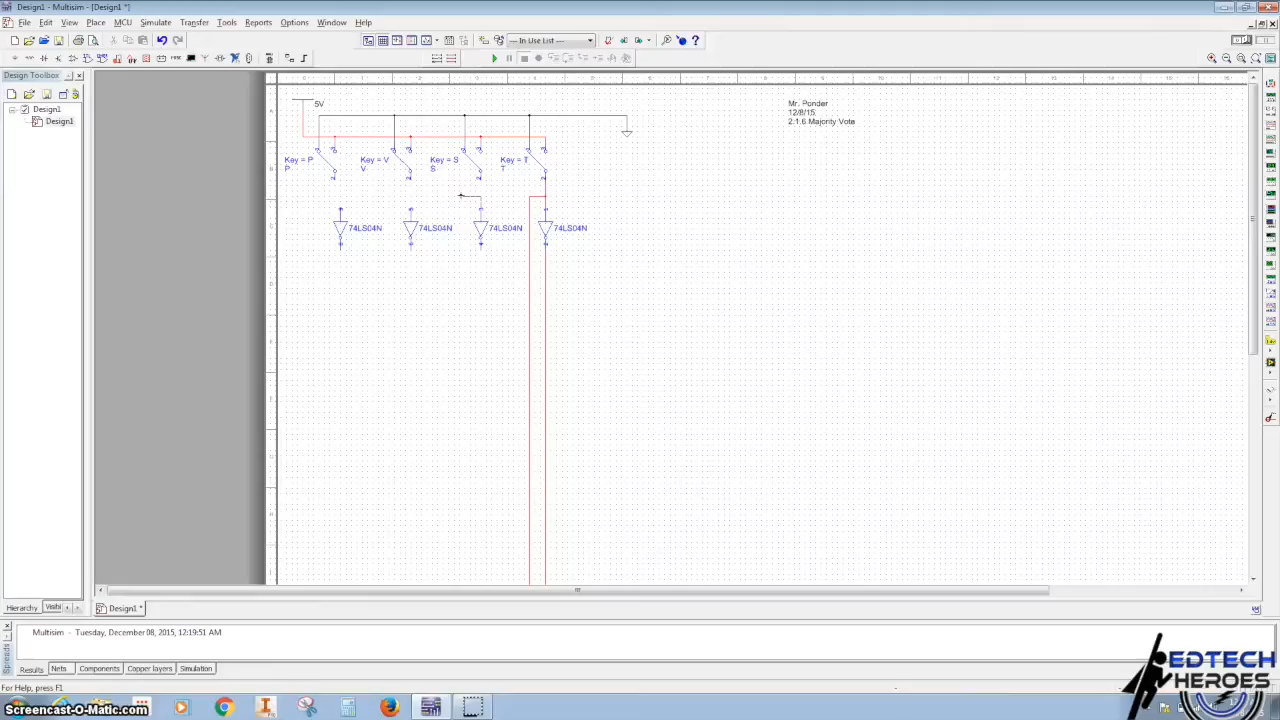 Design1 - Multisim - [Design1 *]
File Edit View Place MCU Simulate Transfer Tools Reports Options Window Help
--- In Use List ---
Design Toolbox
Design1
Design1
5V
Mr. Ponder
12/8/15
2.1.6 Majority Vote
Key = P
P
Key = V
V
Key = S
S
Key = T
T
74LS04N
74LS04N
74LS04N
74LS04N
Hierarchy
Design1 *
Multisim - Tuesday, December 08, 2015, 12:19:51 AM
Results Nets Components Copper layers Simulation
For Help, press F1
EDTECH
HEROES
Screencast-O-Matic.com